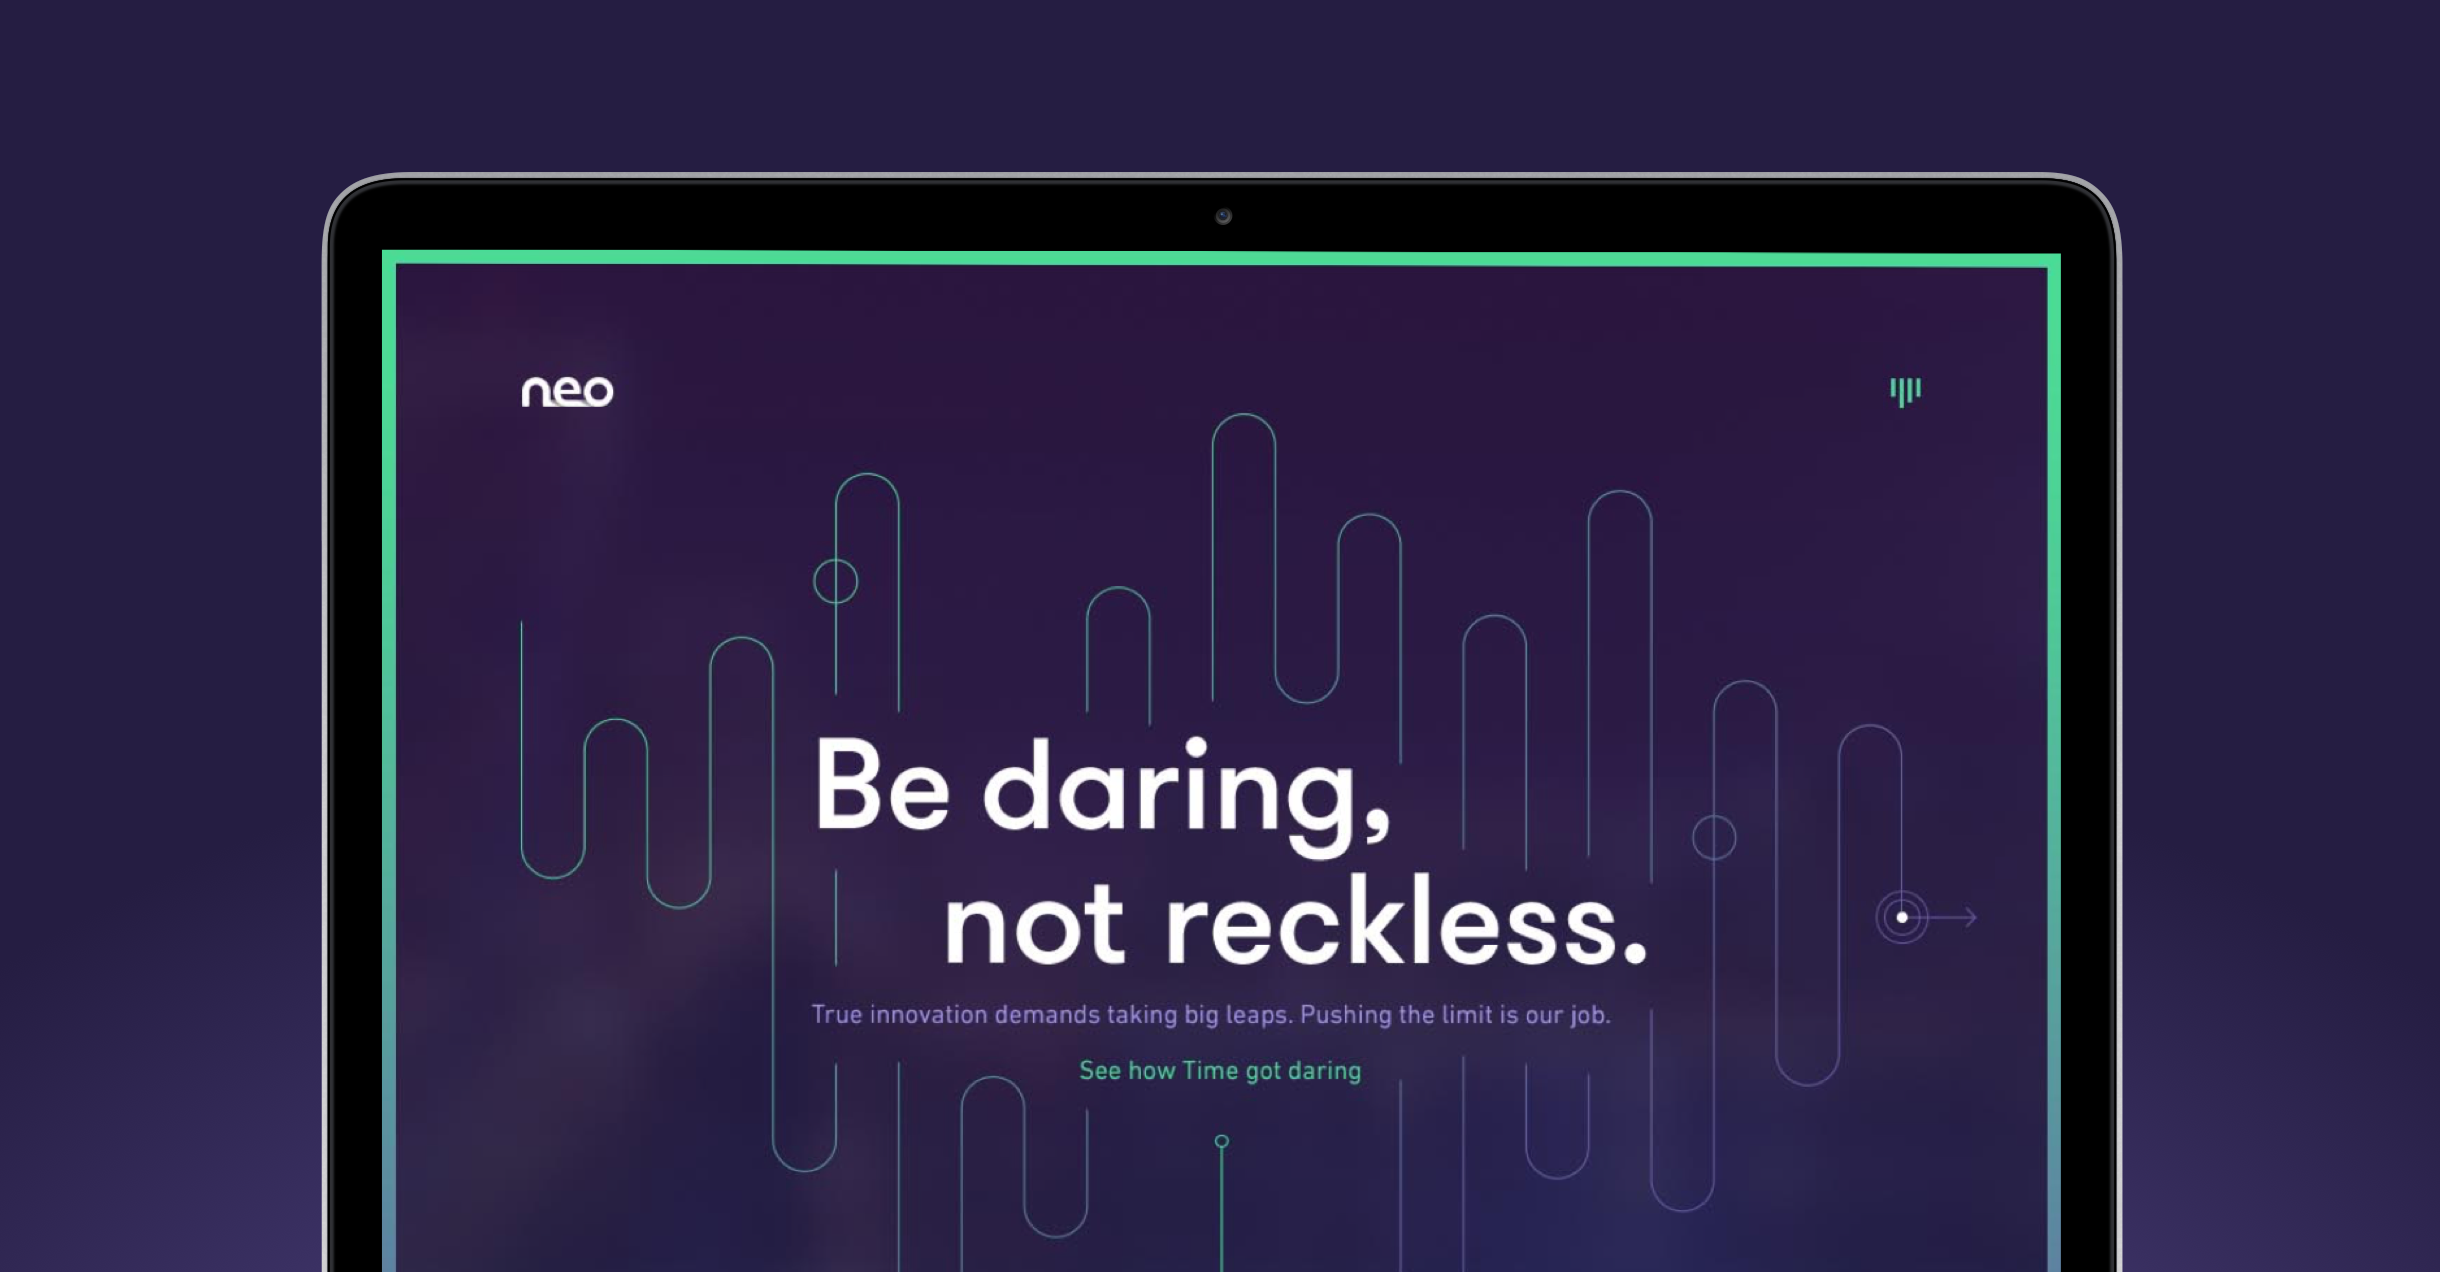 neo
Be daring,
not reckless.
True innovation demands taking big leaps. Pushing the limit is our job.
See how Time got daring